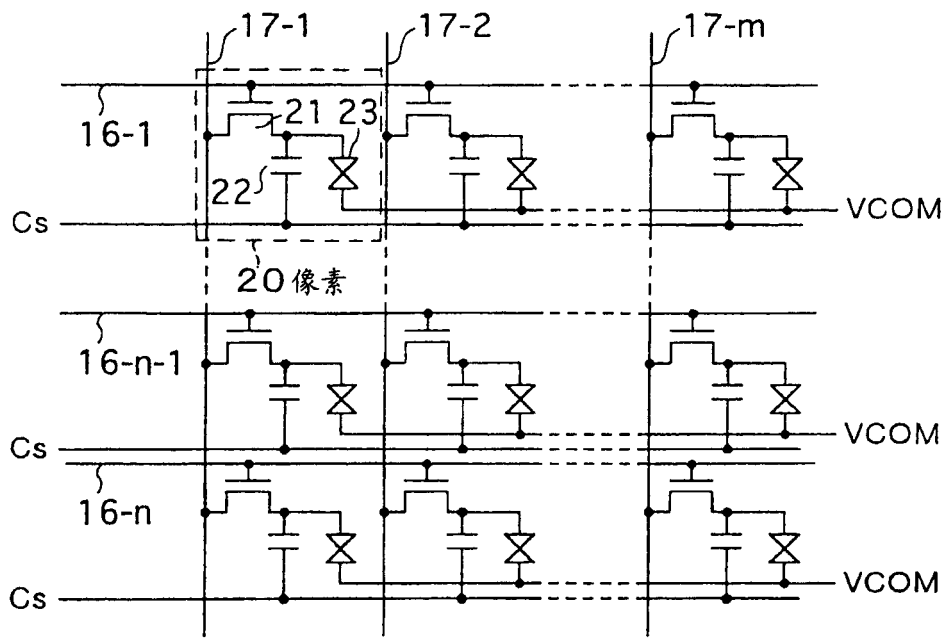 17-1
17-2
17-m
16-1
21
23
22
Cs
VCOM
20像素
16-n-1
Cs
VCOM
16-n
Cs
VCOM